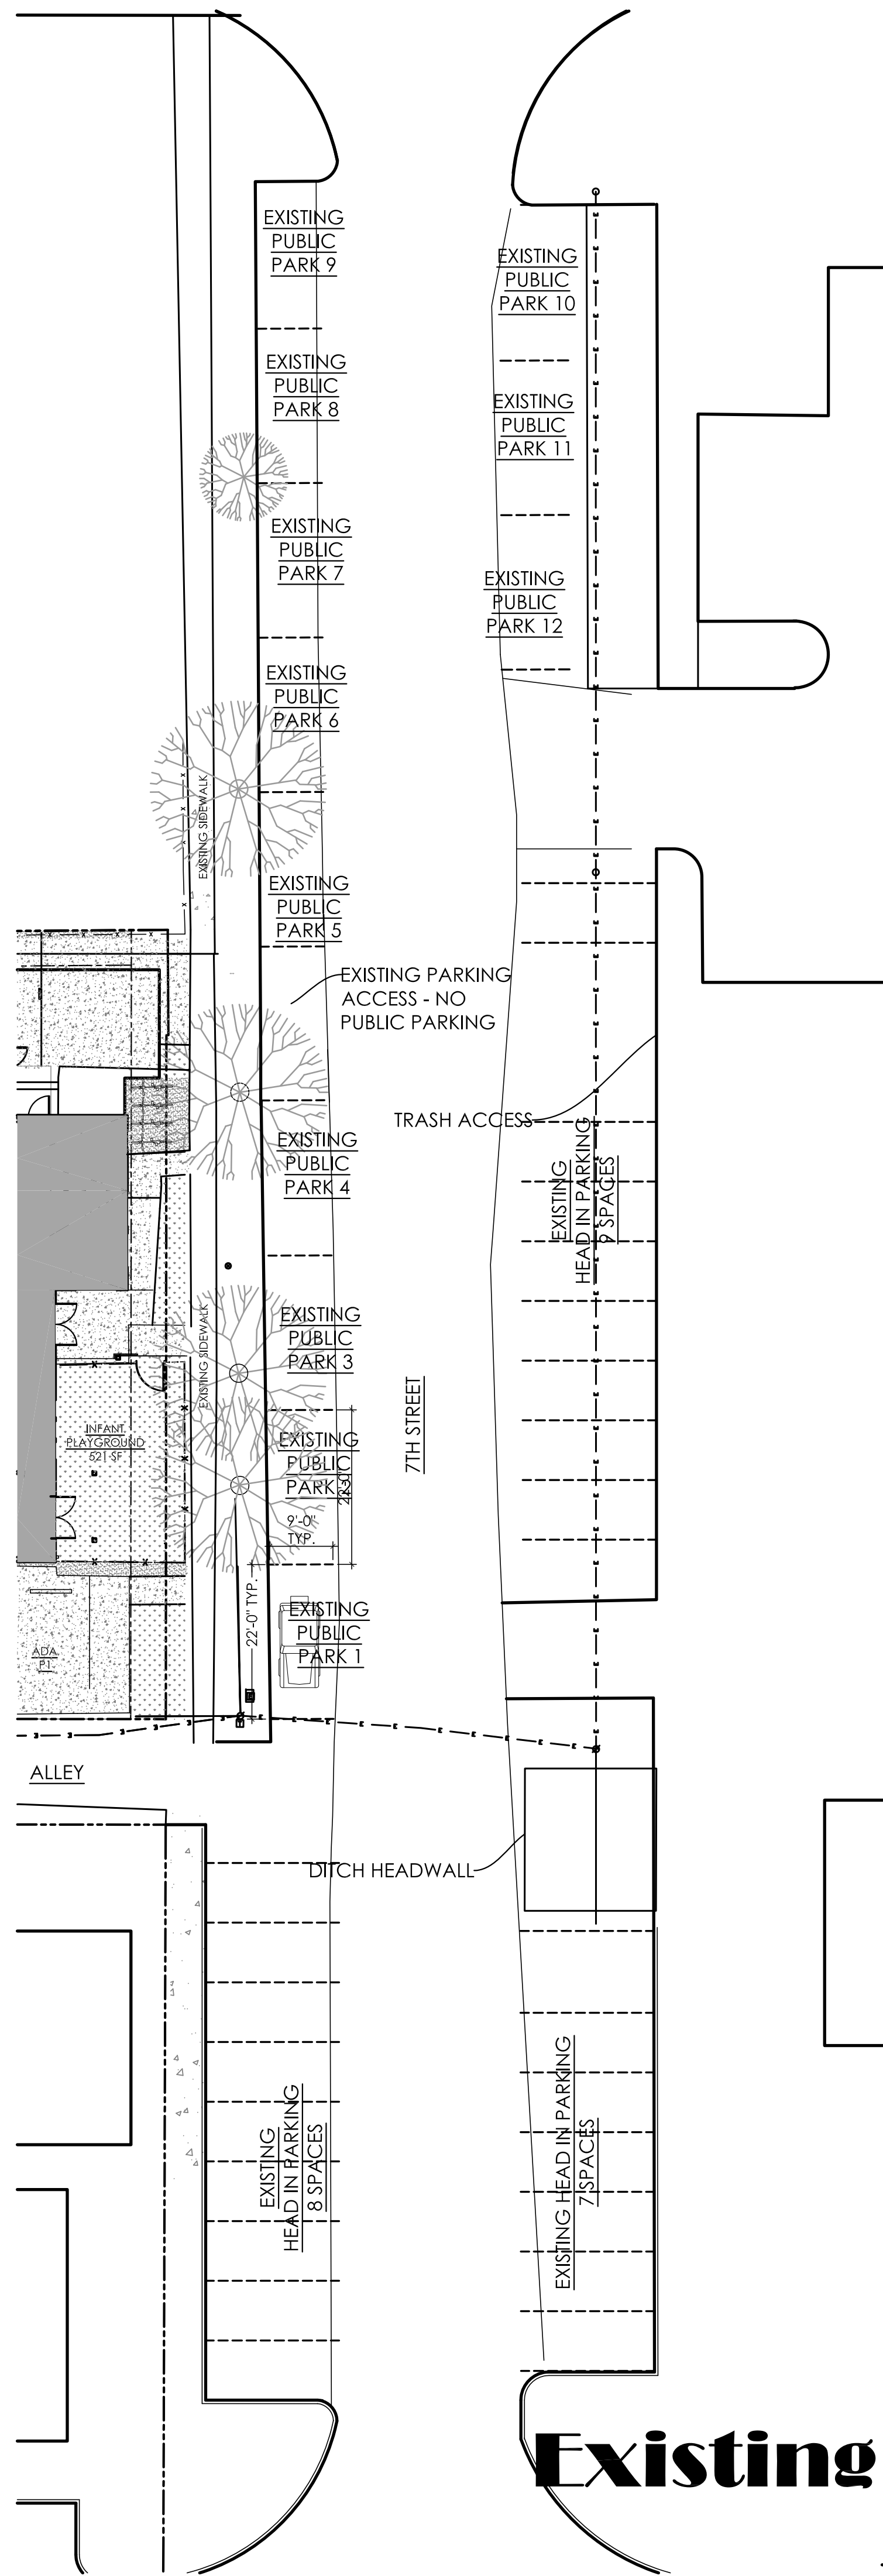 EXISTING
PUBLIC
PARK 9
EXISTING
PUBLIC
PARK 10
EXISTING
PUBLIC
PARK 8
EXISTING
PUBLIC
PARK 11
EXISTING
PUBLIC
PARK 7
EXISTING
PUBLIC
PARK 12
EXISTING
PUBLIC
PARK 6
EXISTING SIDEWALK
EXISTING
PUBLIC
PARK 5
EXISTING PARKING
ACCESS - NO
PUBLIC PARKING
TRASH ACCESS
EXISTING
PUBLIC
PARK 4
EXISTING
HEAD IN PARKING
9 SPACES
EXISTING SIDEWALK
EXISTING
PUBLIC
PARK 3
7TH STREET
INFANT
PLAYGROUND
521 SF
EXISTING
PUBLIC
PARK 2
22'-0"
9'-0"
TYP.
22'-0" TYP.
EXISTING
PUBLIC
PARK 1
ADA
P1
ALLEY
DITCH HEADWALL
EXISTING
HEAD IN PARKING
8 SPACES
EXISTING HEAD IN PARKING
7 SPACES
Existing